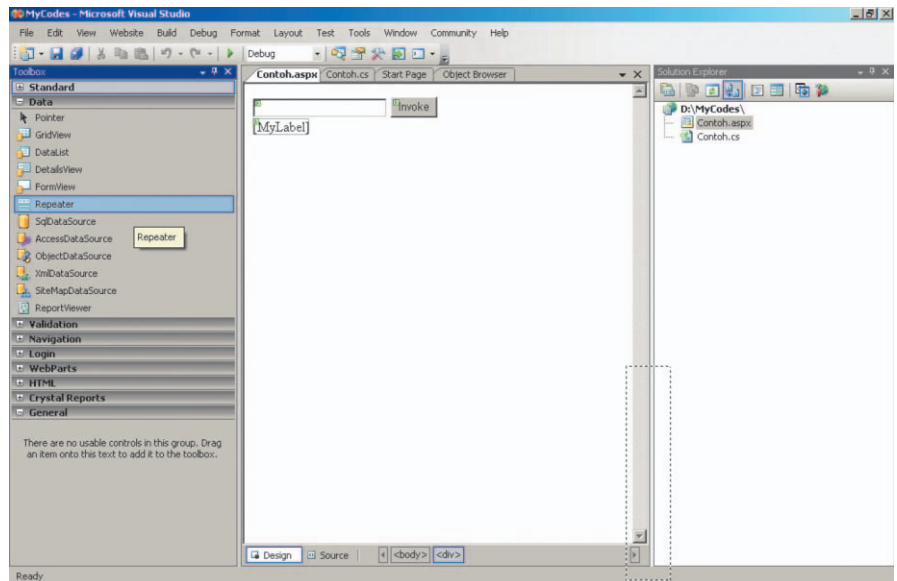 MyCodes - Microsoft Visual Studio
File Edit View Website Build Debug Format Layout Test Tools Window Community Help
Debug
Toolbox
Standard
Data
Pointer
GridView
DataList
DetailsView
FormView
Repeater
SqlDataSource
AccessDataSource
Repeater
ObjectDataSource
XmlDataSource
SiteMapDataSource
ReportViewer
Validation
Navigation
Login
WebParts
HTML
Crystal Reports
General
There are no usable controls in this group. Drag
an item onto this text to add it to the toolbox.
Contoh.aspx Contoh.cs Start Page Object Browser
Invoke
[MyLabel]
Design Source <body> <div>
Solution Explorer
D:\MyCodes\
Contoh.aspx
Contoh.cs
Ready